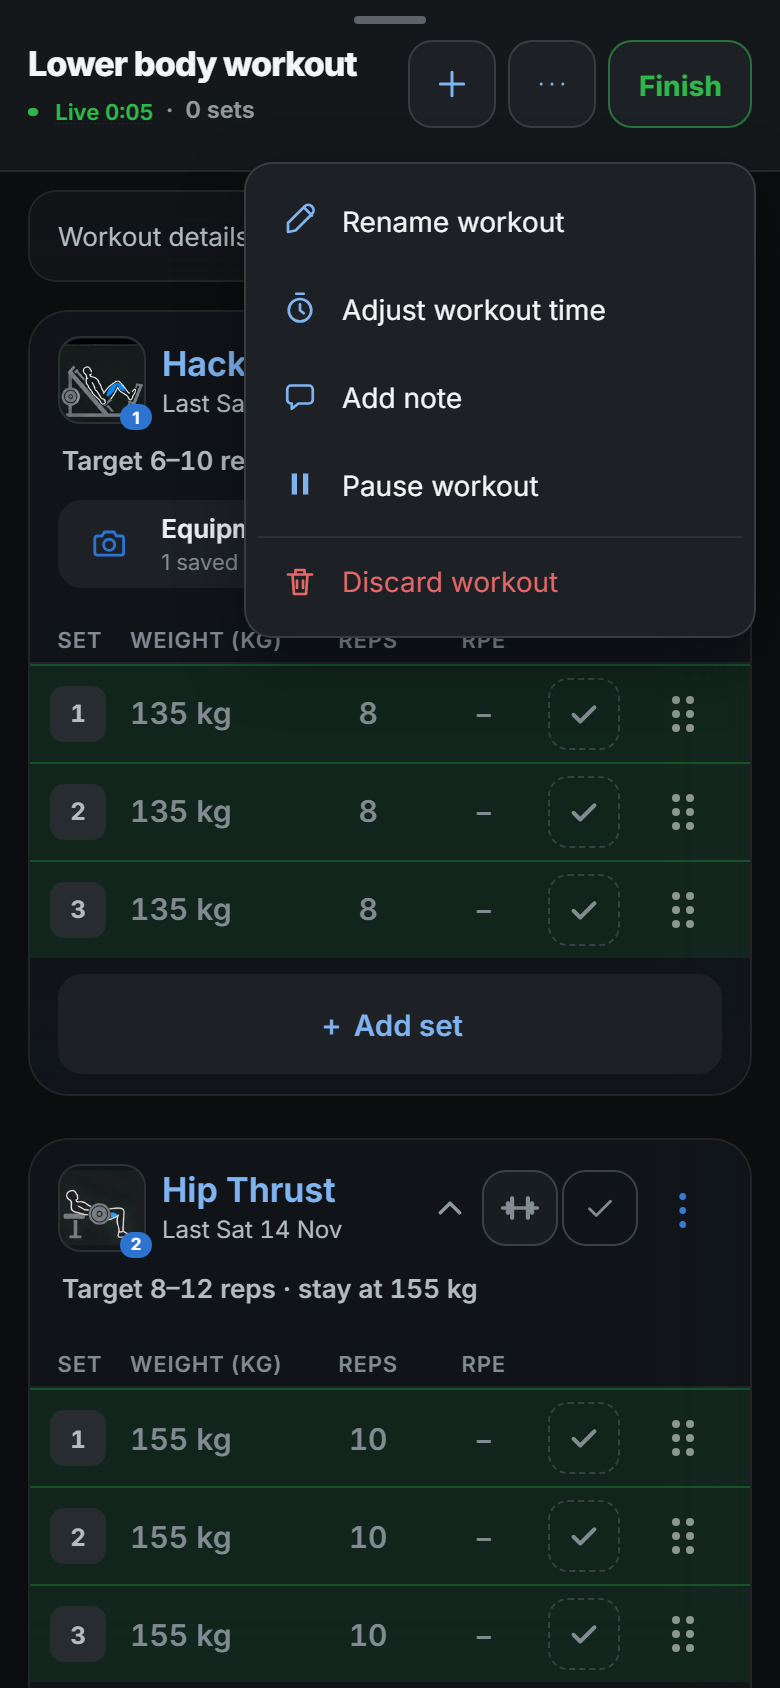 Lower body workout
Live 0:05 · 0 sets
Finish
Rename workout
Adjust workout time
Add note
Pause workout
Discard workout
Workout details
Hack
1
Last Sa
Target 6–10 re
1 saved
SET WEIGHT (KG) REPS RPE
1 135 kg 8 –
2 135 kg 8 –
3 135 kg 8 –
+ Add set
Hip Thrust
2
Last Sat 14 Nov
Target 8–12 reps · stay at 155 kg
SET WEIGHT (KG) REPS RPE
1 155 kg 10 –
2 155 kg 10 –
3 155 kg 10 –